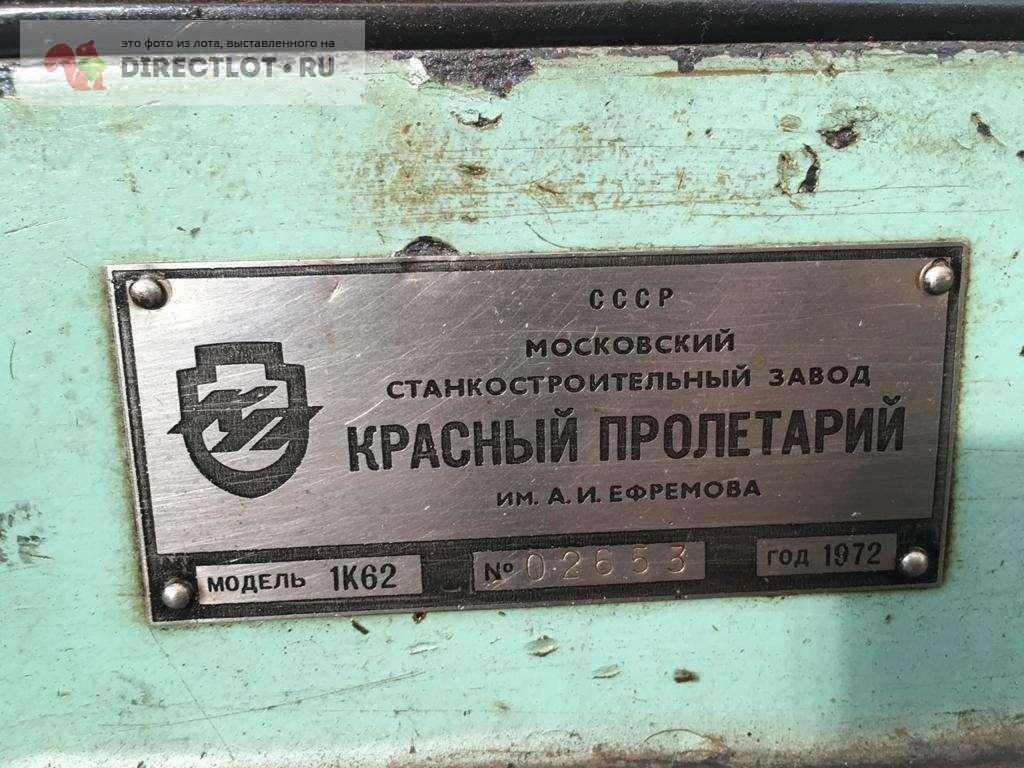 это фото из лота, выставленного на
DIRECTLOT.RU
СССР
МОСКОВСКИЙ
СТАНКОСТРОИТЕЛЬНЫЙ ЗАВОД
КРАСНЫЙ ПРОЛЕТАРИЙ
ИМ. А.И. ЕФРЕМОВА
МОДЕЛЬ 1К62 № 02653 ГОД 1972